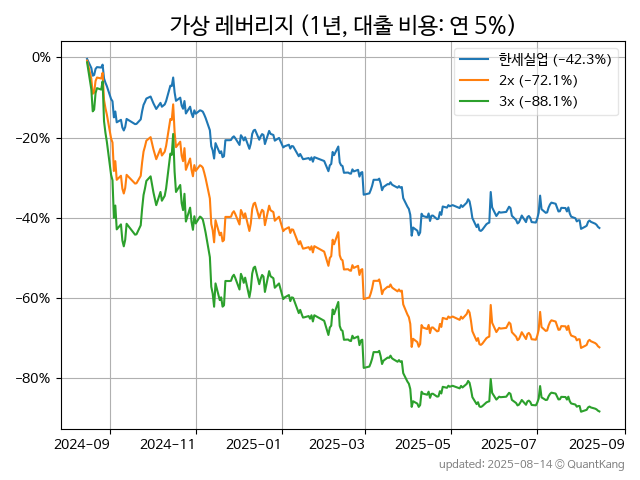 가상 레버리지 (1년, 대출 비용: 연 5%)
한세실업 (−42.3%)
2x (−72.1%)
3x (−88.1%)
0%
−20%
−40%
−60%
−80%
2024−09 2024−11 2025−01 2025−03 2025−05 2025−07 2025−09
updated: 2025-08-14 © QuantKang